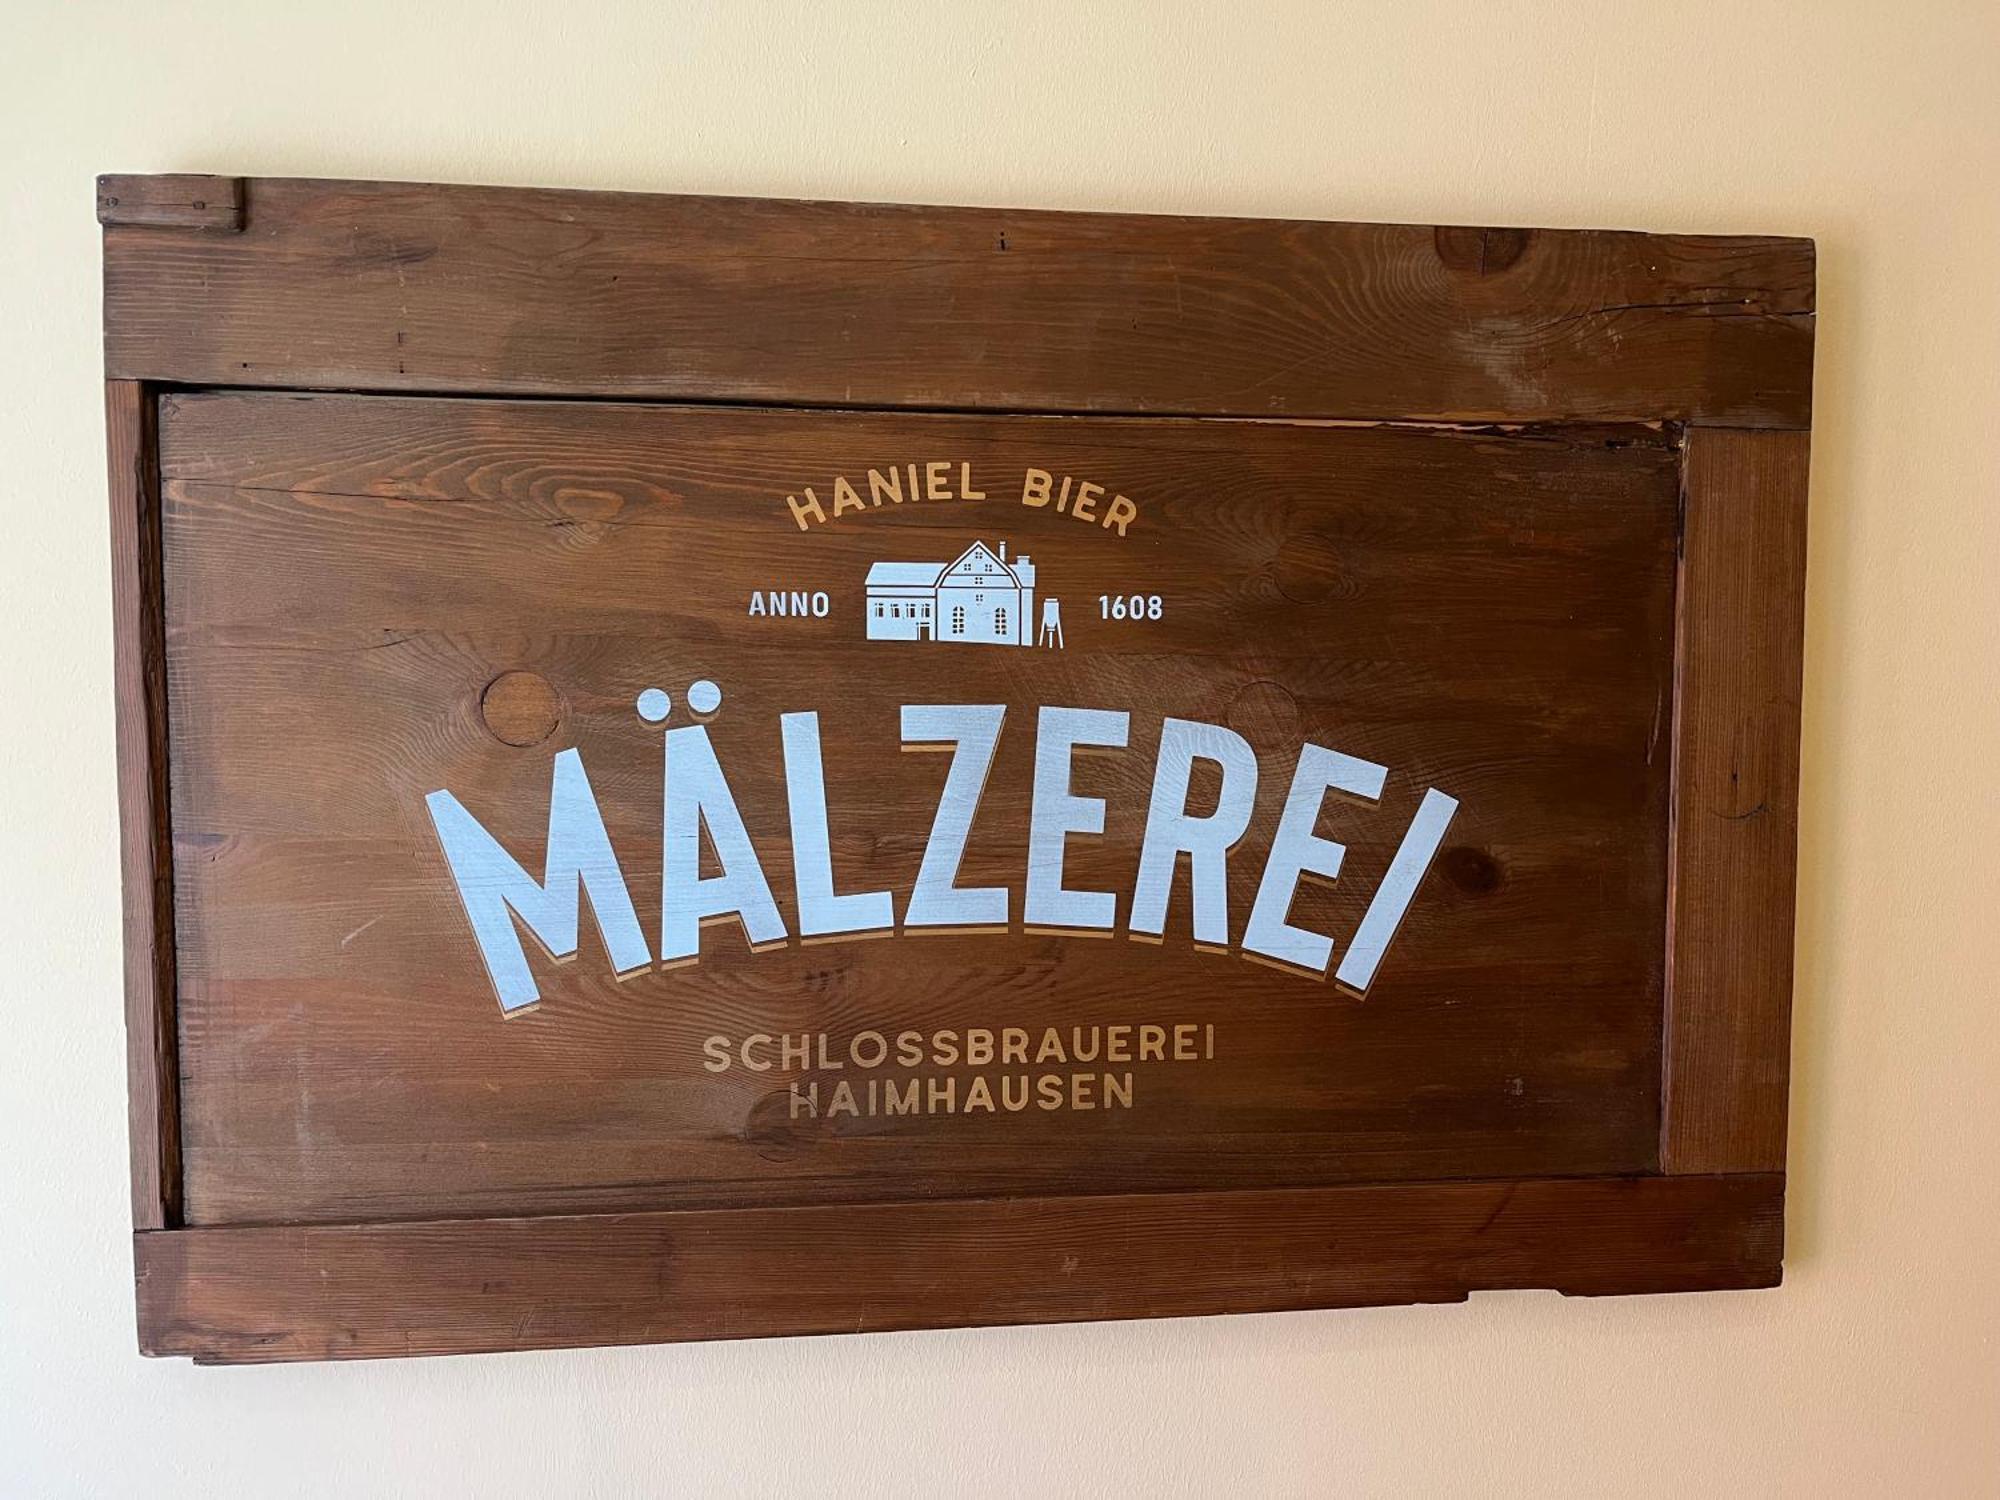 HANIEL BIER
ANNO 1608
MÄLZEREI
SCHLOSSBRAUEREI
HAIMHAUSEN